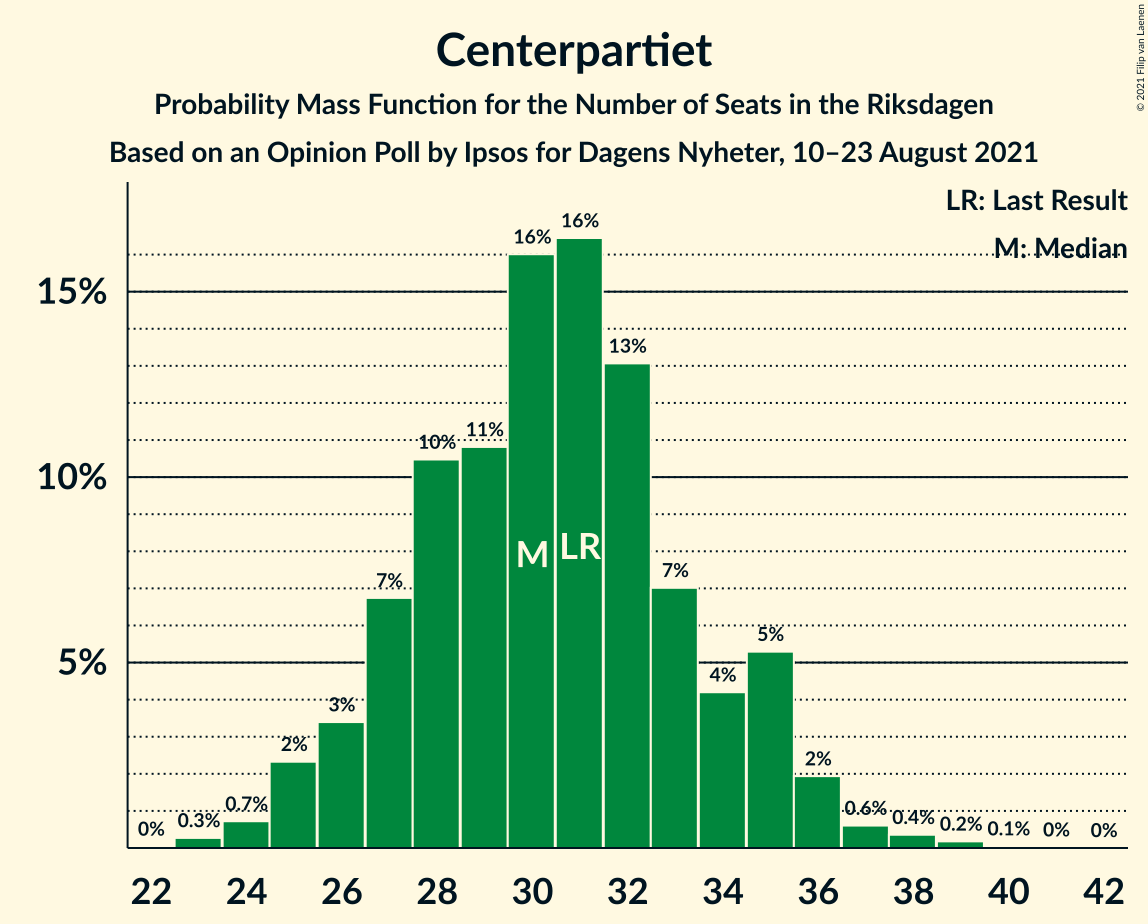 Centerpartiet
Probability Mass Function for the Number of Seats in the Riksdagen
Based on an Opinion Poll by Ipsos for Dagens Nyheter, 10–23 August 2021
© 2021 Filip van Laenen
LR: Last Result
M: Median
15%
10%
5%
0%
0.3%
0.7%
2%
3%
7%
10%
11%
16%
16%
13%
7%
4%
5%
2%
0.6%
0.4%
0.2%
0.1%
0%
0%
M
LR
22 24 26 28 30 32 34 36 38 40 42